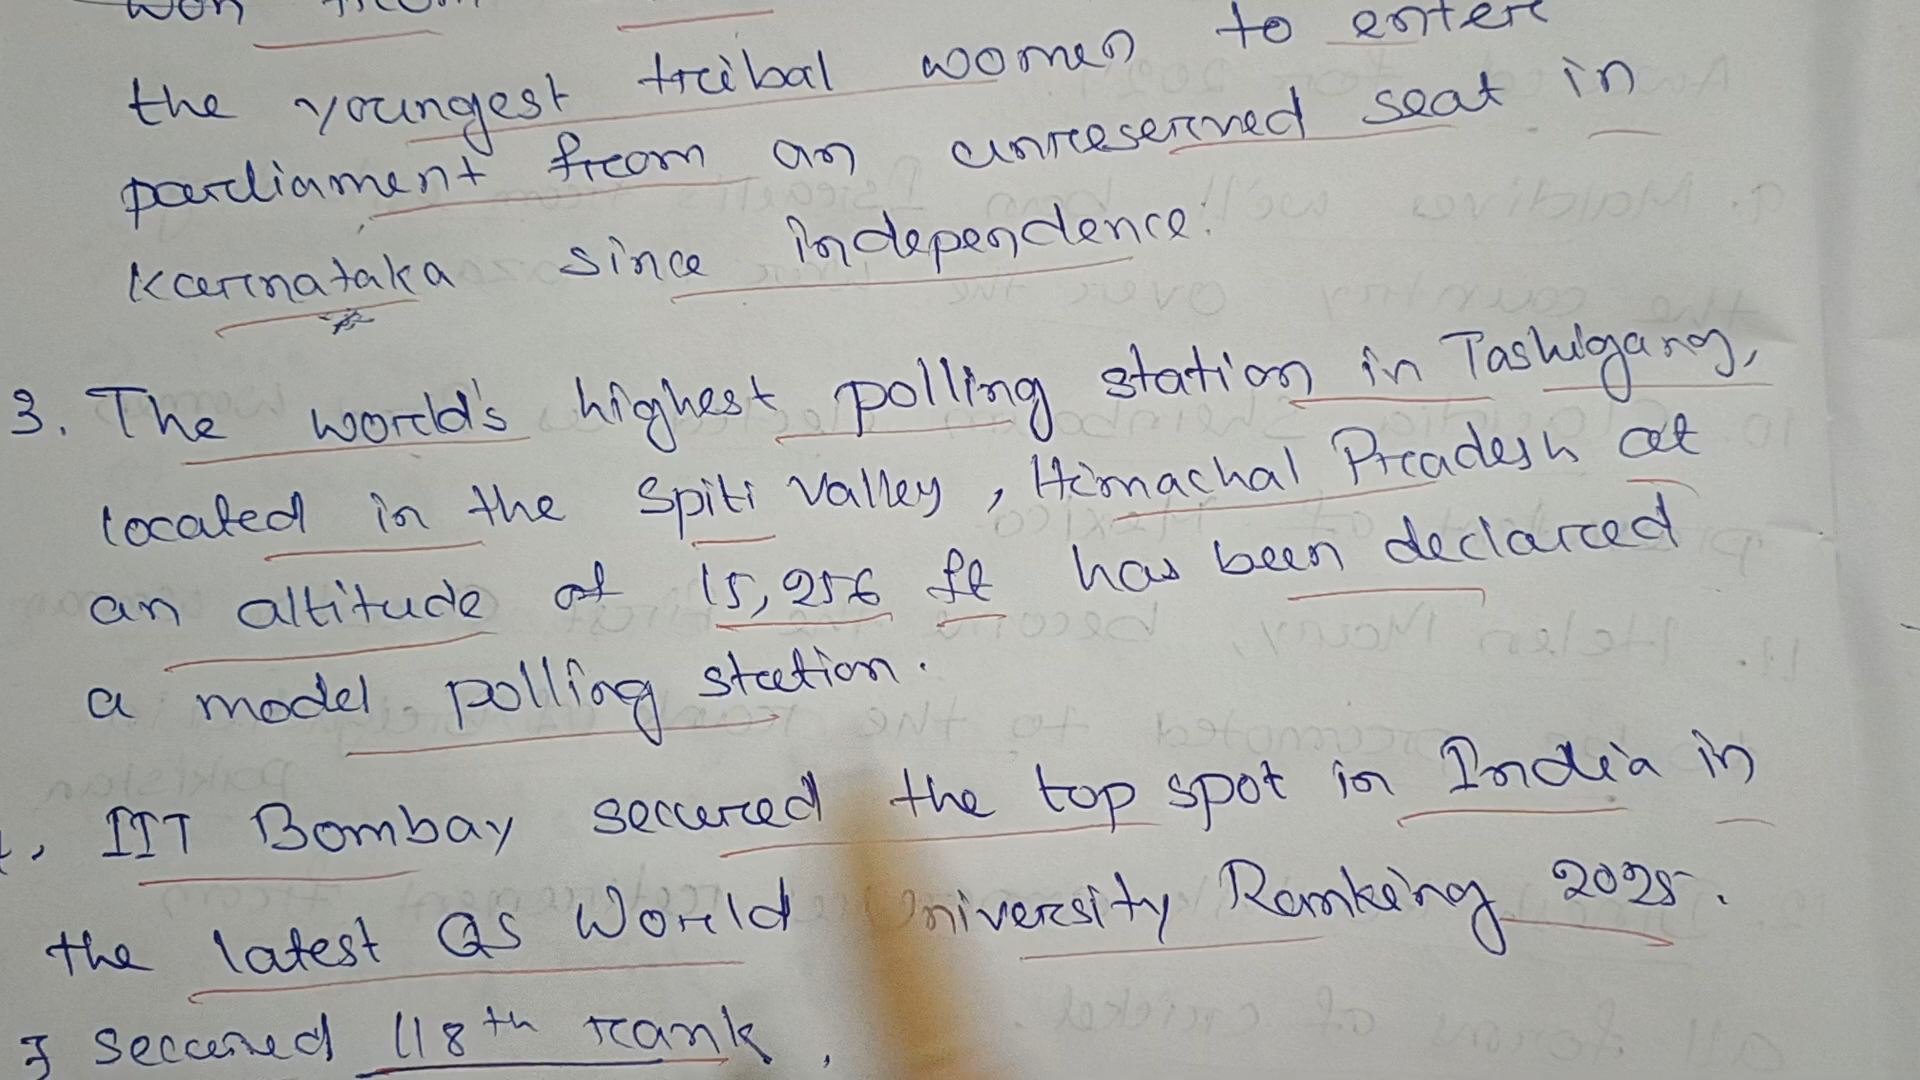 won from
the youngest tribal women to enter
parliament from an unreserved seat in
Karnataka since independence.
3. The world's highest polling station in Tashigang,
located in the Spiti Valley, Himachal Pradesh at
an altitude of 15,256 ft has been declared
a model polling station.
IIT Bombay secured the top spot in India in
the latest QS World University Ranking 2025.
secured 118th rank,